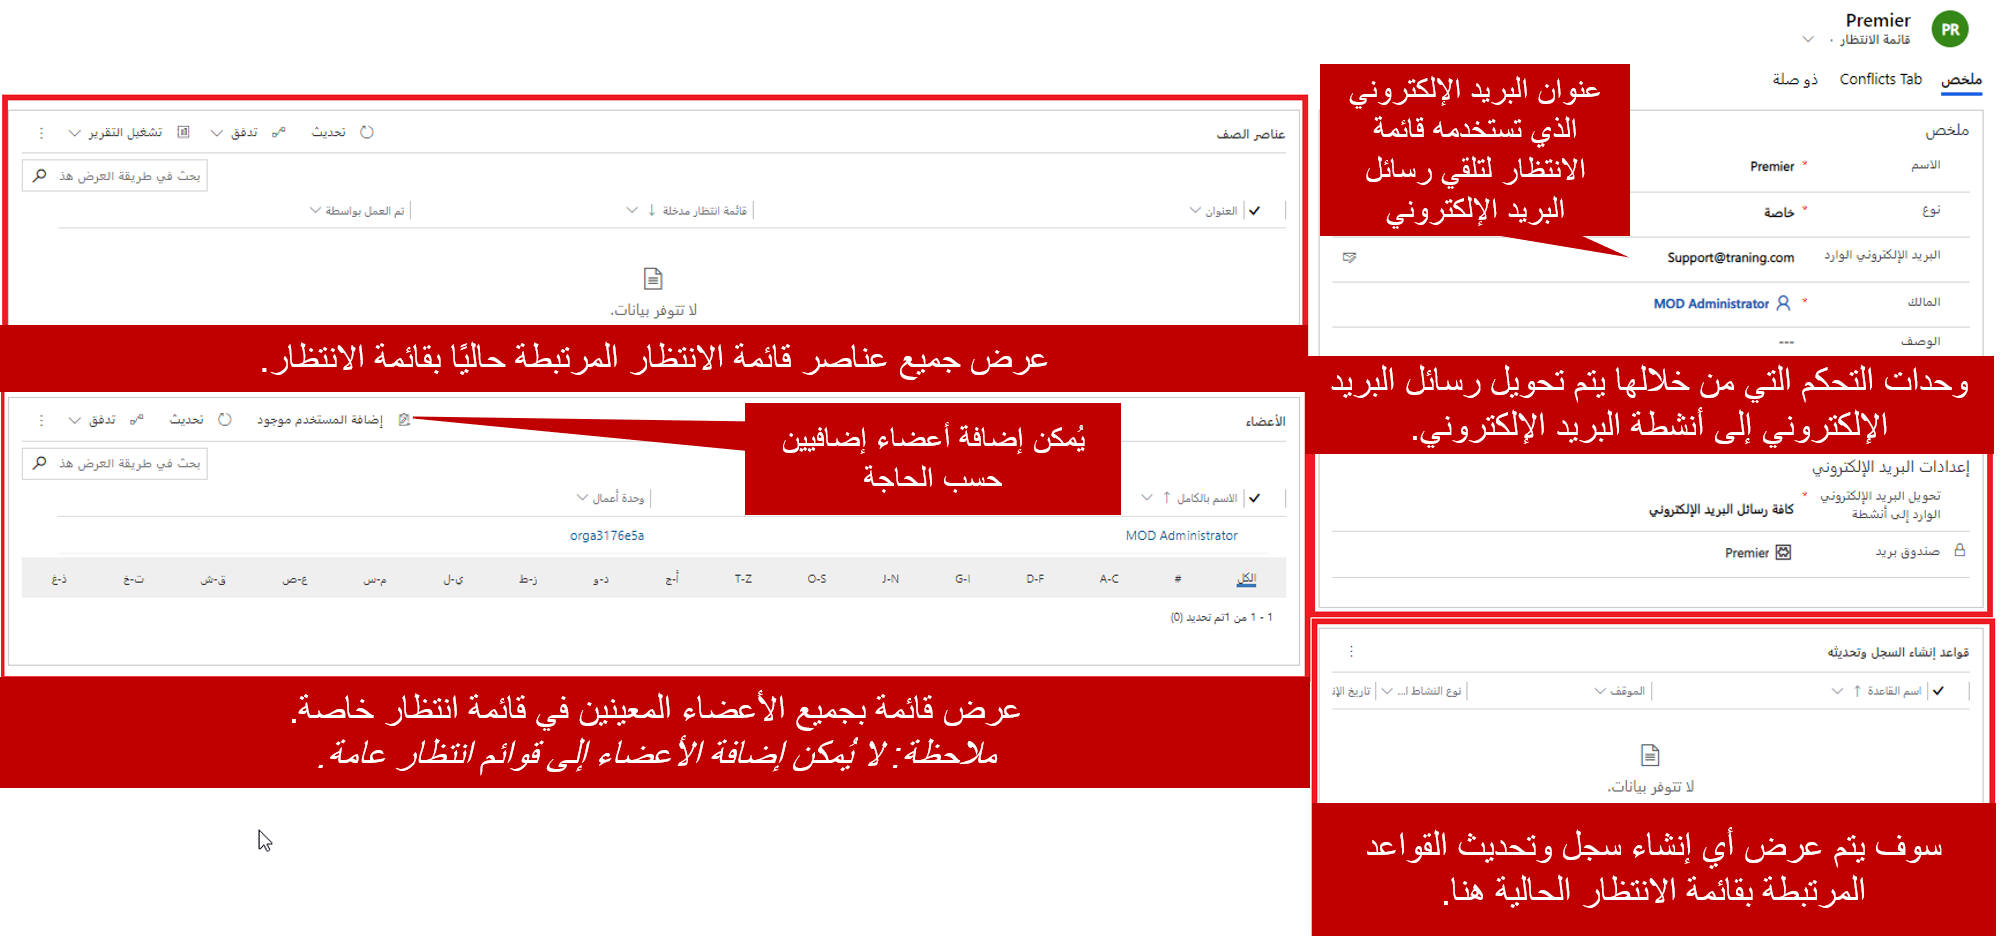 Premier
PR
قائمة الانتظار ·
ملخص
Conflicts Tab
ذو صلة
عنوان البريد الإلكتروني
الذي تستخدمه قائمة
الانتظار لتلقي رسائل
البريد الإلكتروني
ملخص
الاسم * Premier
نوع * خاصة
البريد الإلكتروني الوارد Support@traning.com
المالك * MOD Administrator
الوصف ---
وحدات التحكم التي من خلالها يتم تحويل رسائل البريد
الإلكتروني إلى أنشطة البريد الإلكتروني.
إعدادات البريد الإلكتروني
تحويل البريد الإلكتروني *
الوارد إلى أنشطة
كافة رسائل البريد الإلكتروني
صندوق بريد Premier
قواعد إنشاء السجل وتحديثه
اسم القاعدة ↑ الموقف نوع النشاط ا... تاريخ الإنا
لا تتوفر بيانات.
سوف يتم عرض أي إنشاء سجل وتحديث القواعد
المرتبطة بقائمة الانتظار الحالية هنا.
عناصر الصف
تحديث تدفق تشغيل التقرير
بحث في طريقة العرض هذ
العنوان قائمة انتظار مدخلة ↓ تم العمل بواسطة
لا تتوفر بيانات.
عرض جميع عناصر قائمة الانتظار المرتبطة حاليًا بقائمة الانتظار.
الأعضاء
إضافة المستخدم موجود تحديث تدفق
يُمكن إضافة أعضاء إضافيين
حسب الحاجة
بحث في طريقة العرض هذ
الاسم بالكامل ↑ وحدة أعمال
MOD Administrator orga3176e5a
الكل # A-C D-F G-I J-N O-S T-Z أ-ج د-و ز-ط ي-ل م-س ع-ص ق-ش ت-خ ذ-غ
1 - 1 من 1تم تحديد (0)
عرض قائمة بجميع الأعضاء المعينين في قائمة انتظار خاصة.
ملاحظة: لا يُمكن إضافة الأعضاء إلى قوائم انتظار عامة.